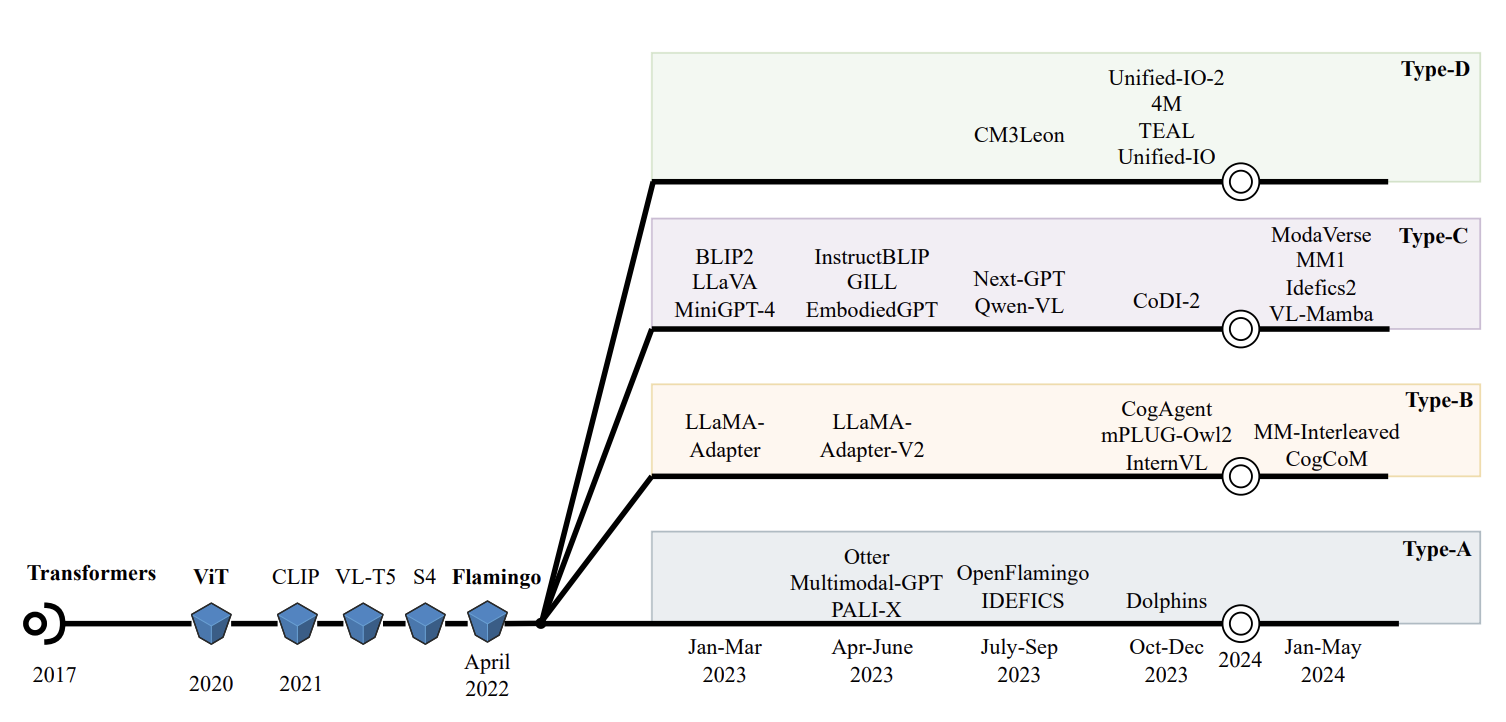 Type-D
Unified-IO-2
4M
TEAL
Unified-IO
CM3Leon
Type-C
BLIP2
LLaVA
MiniGPT-4
InstructBLIP
GILL
EmbodiedGPT
Next-GPT
Qwen-VL
CoDI-2
ModaVerse
MM1
Idefics2
VL-Mamba
Type-B
LLaMA-
Adapter
LLaMA-
Adapter-V2
CogAgent
mPLUG-Owl2
InternVL
MM-Interleaved
CogCoM
Type-A
Otter
Multimodal-GPT
PALI-X
OpenFlamingo
IDEFICS
Dolphins
Transformers
ViT
CLIP
VL-T5
S4
Flamingo
2017
2020
2021
April
2022
Jan-Mar
2023
Apr-June
2023
July-Sep
2023
Oct-Dec
2023
2024
Jan-May
2024